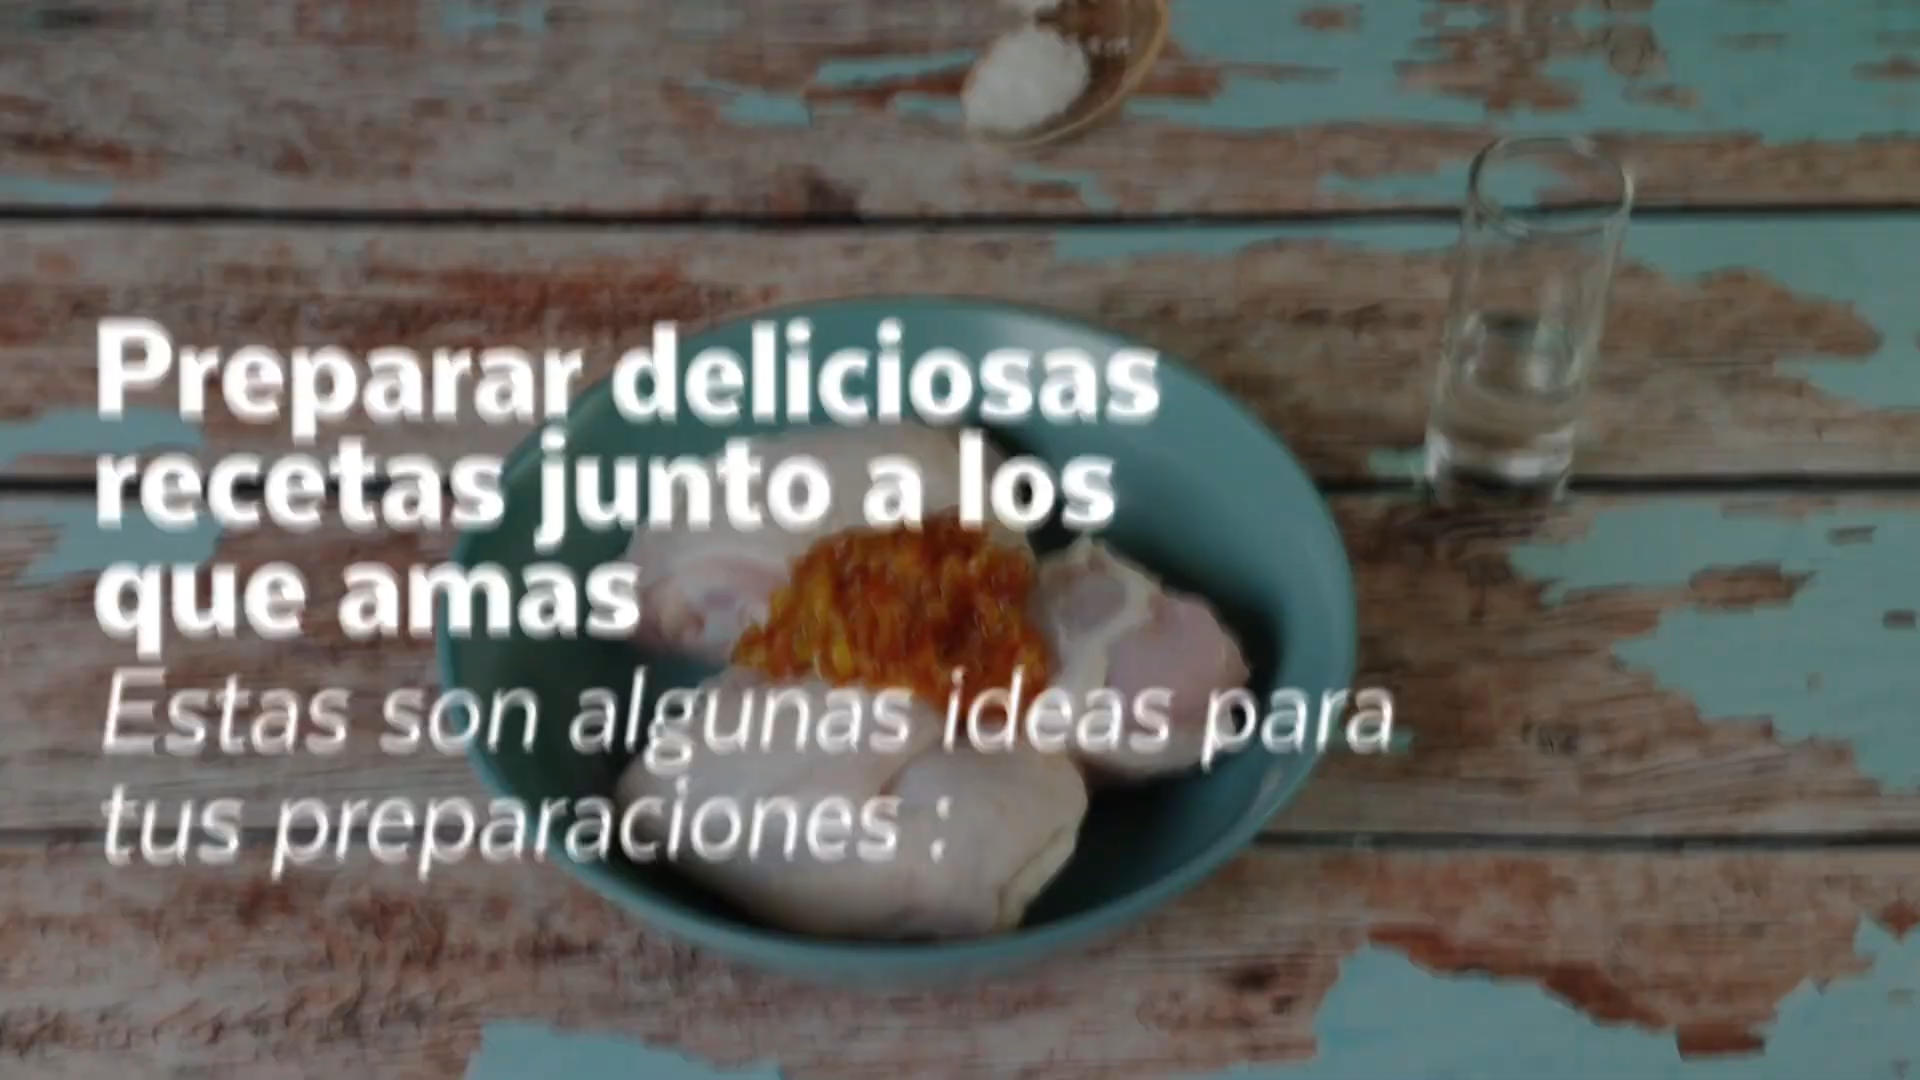 Preparar deliciosas
recetas junto a los
que amas
Estas son algunas ideas para
tus preparaciones :